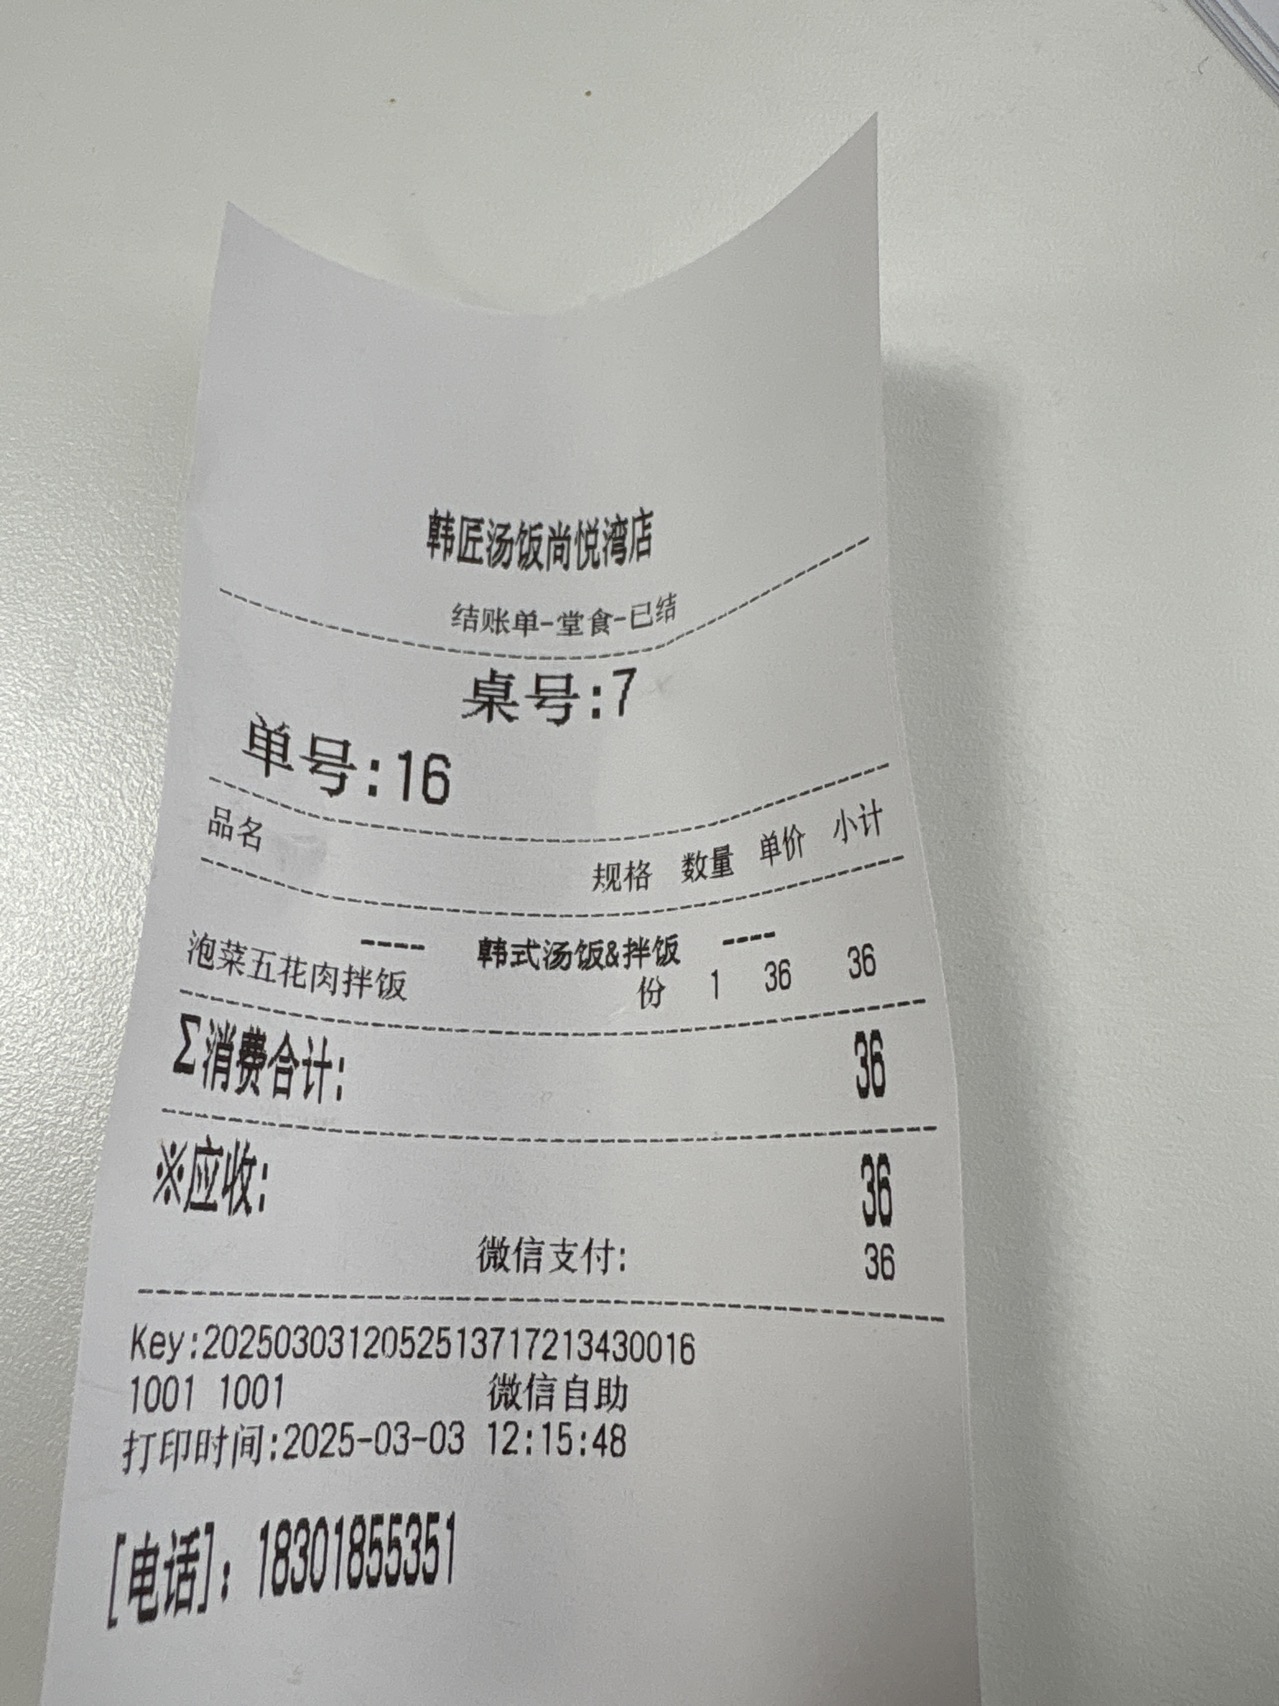 韩匠汤饭尚悦湾店
结账单-堂食-已结
桌号:7
单号:16
品名 规格 数量 单价 小计
---- 韩式汤饭&拌饭 ----
泡菜五花肉拌饭 份 1 36 36
Σ消费合计: 36
※应收: 36
微信支付: 36
Key:20250303120525137172134300​16
1001 1001 微信自助
打印时间:2025-03-03 12:15:48
[电话]: 18301855351